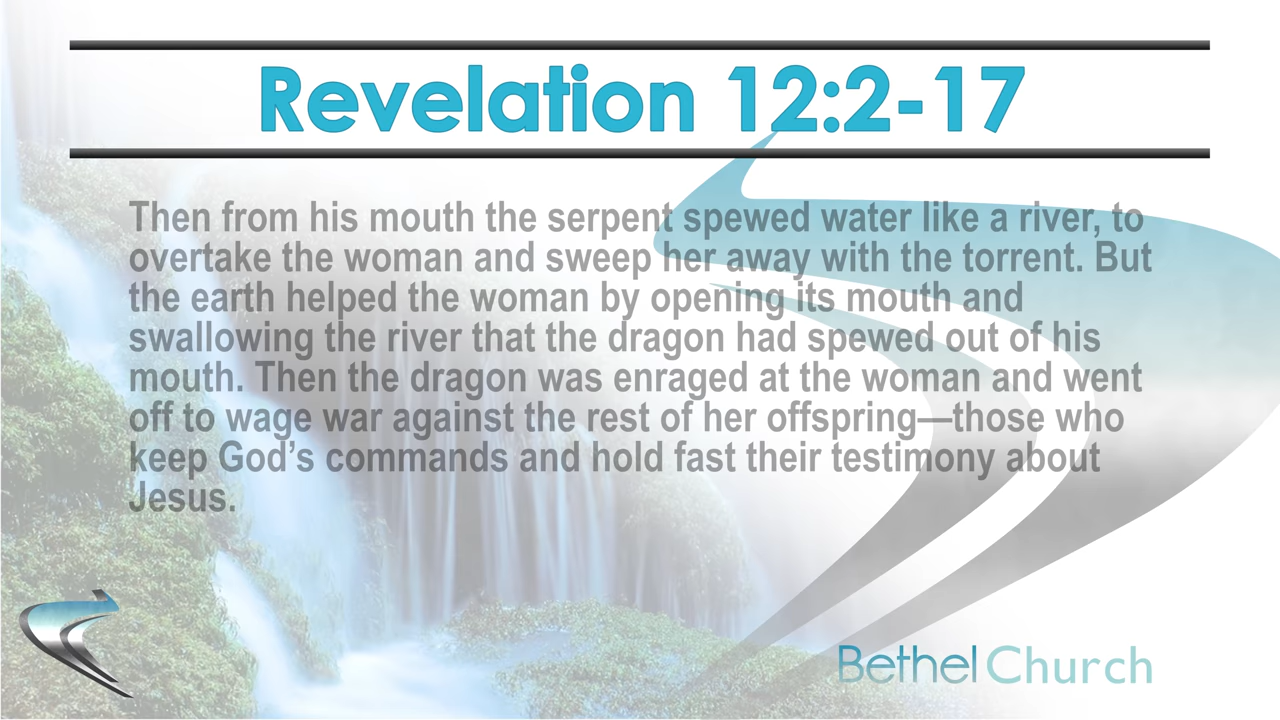 Revelation 12:2-17
Then from his mouth the serpent spewed water like a river, to
overtake the woman and sweep her away with the torrent. But
the earth helped the woman by opening its mouth and
swallowing the river that the dragon had spewed out of his
mouth. Then the dragon was enraged at the woman and went
off to wage war against the rest of her offspring—those who
keep God’s commands and hold fast their testimony about
Jesus.
Bethel Church